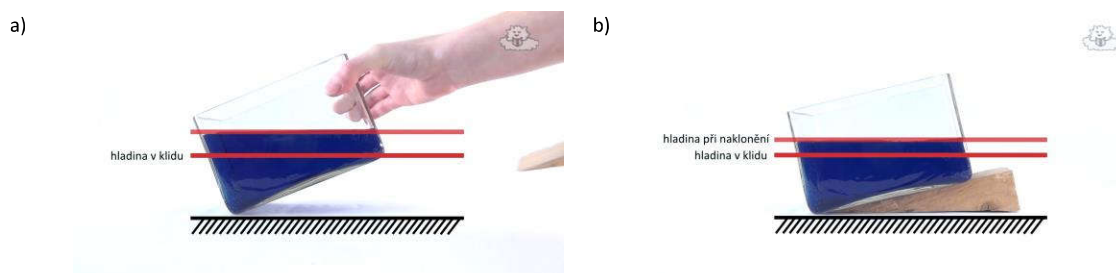 a)
hladina v klidu
b)
hladina při naklonění
hladina v klidu